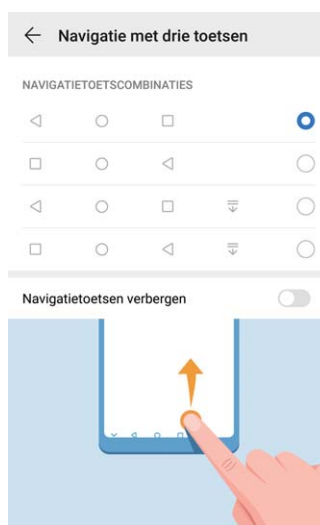 Navigatie met drie toetsen
NAVIGATIETOETSCOMBINATIES
Navigatietoetsen verbergen